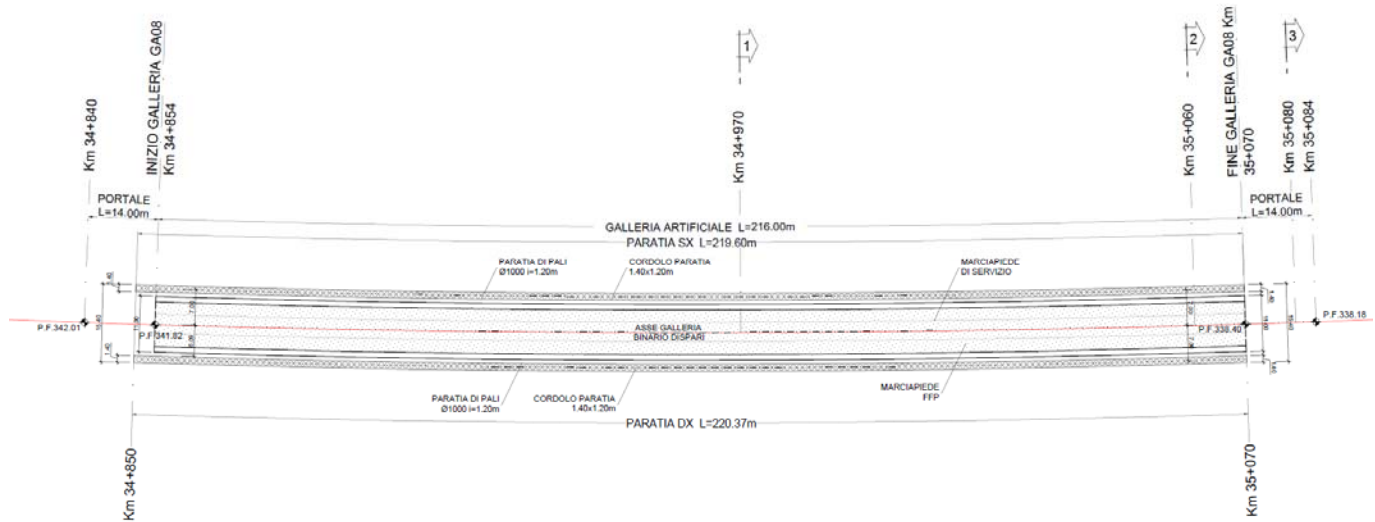 1
2
3
Km 34+840
INIZIO GALLERIA GA08
Km 34+854
Km 34+970
Km 35+060
FINE GALLERIA GA08 Km
35+070
Km 35+080
Km 35+084
PORTALE
L=14.00m
PORTALE
L=14.00m
GALLERIA ARTIFICIALE L=216.00m
PARATIA SX L=219.60m
PARATIA DI PALI
Ø1000 i=1.20m
CORDOLO PARATIA
1.40x1.20m
MARCIAPIEDE
DI SERVIZIO
1.40
1.40
P.F.342.01
P.F.341.82
ASSE GALLERIA
BINARIO DISPARI
P.F.338.40
P.F.338.18
PARATIA DI PALI
Ø1000 i=1.20m
CORDOLO PARATIA
1.40x1.20m
MARCIAPIEDE
FFP
PARATIA DX L=220.37m
Km 34+850
Km 35+070